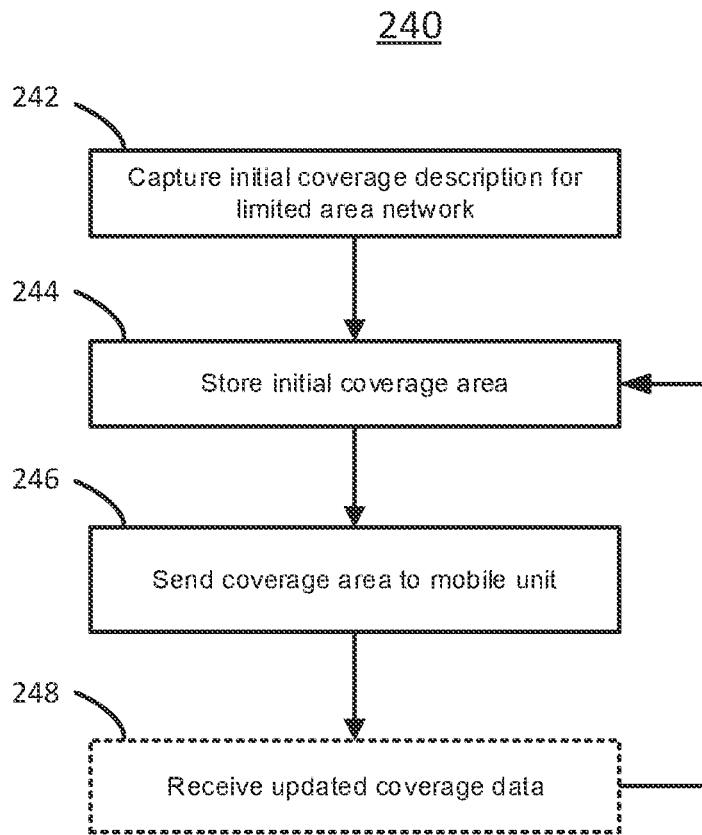 240
242
Capture initial coverage description for
limited area network
244
Store initial coverage area
246
Send coverage area to mobile unit
248
Receive updated coverage data